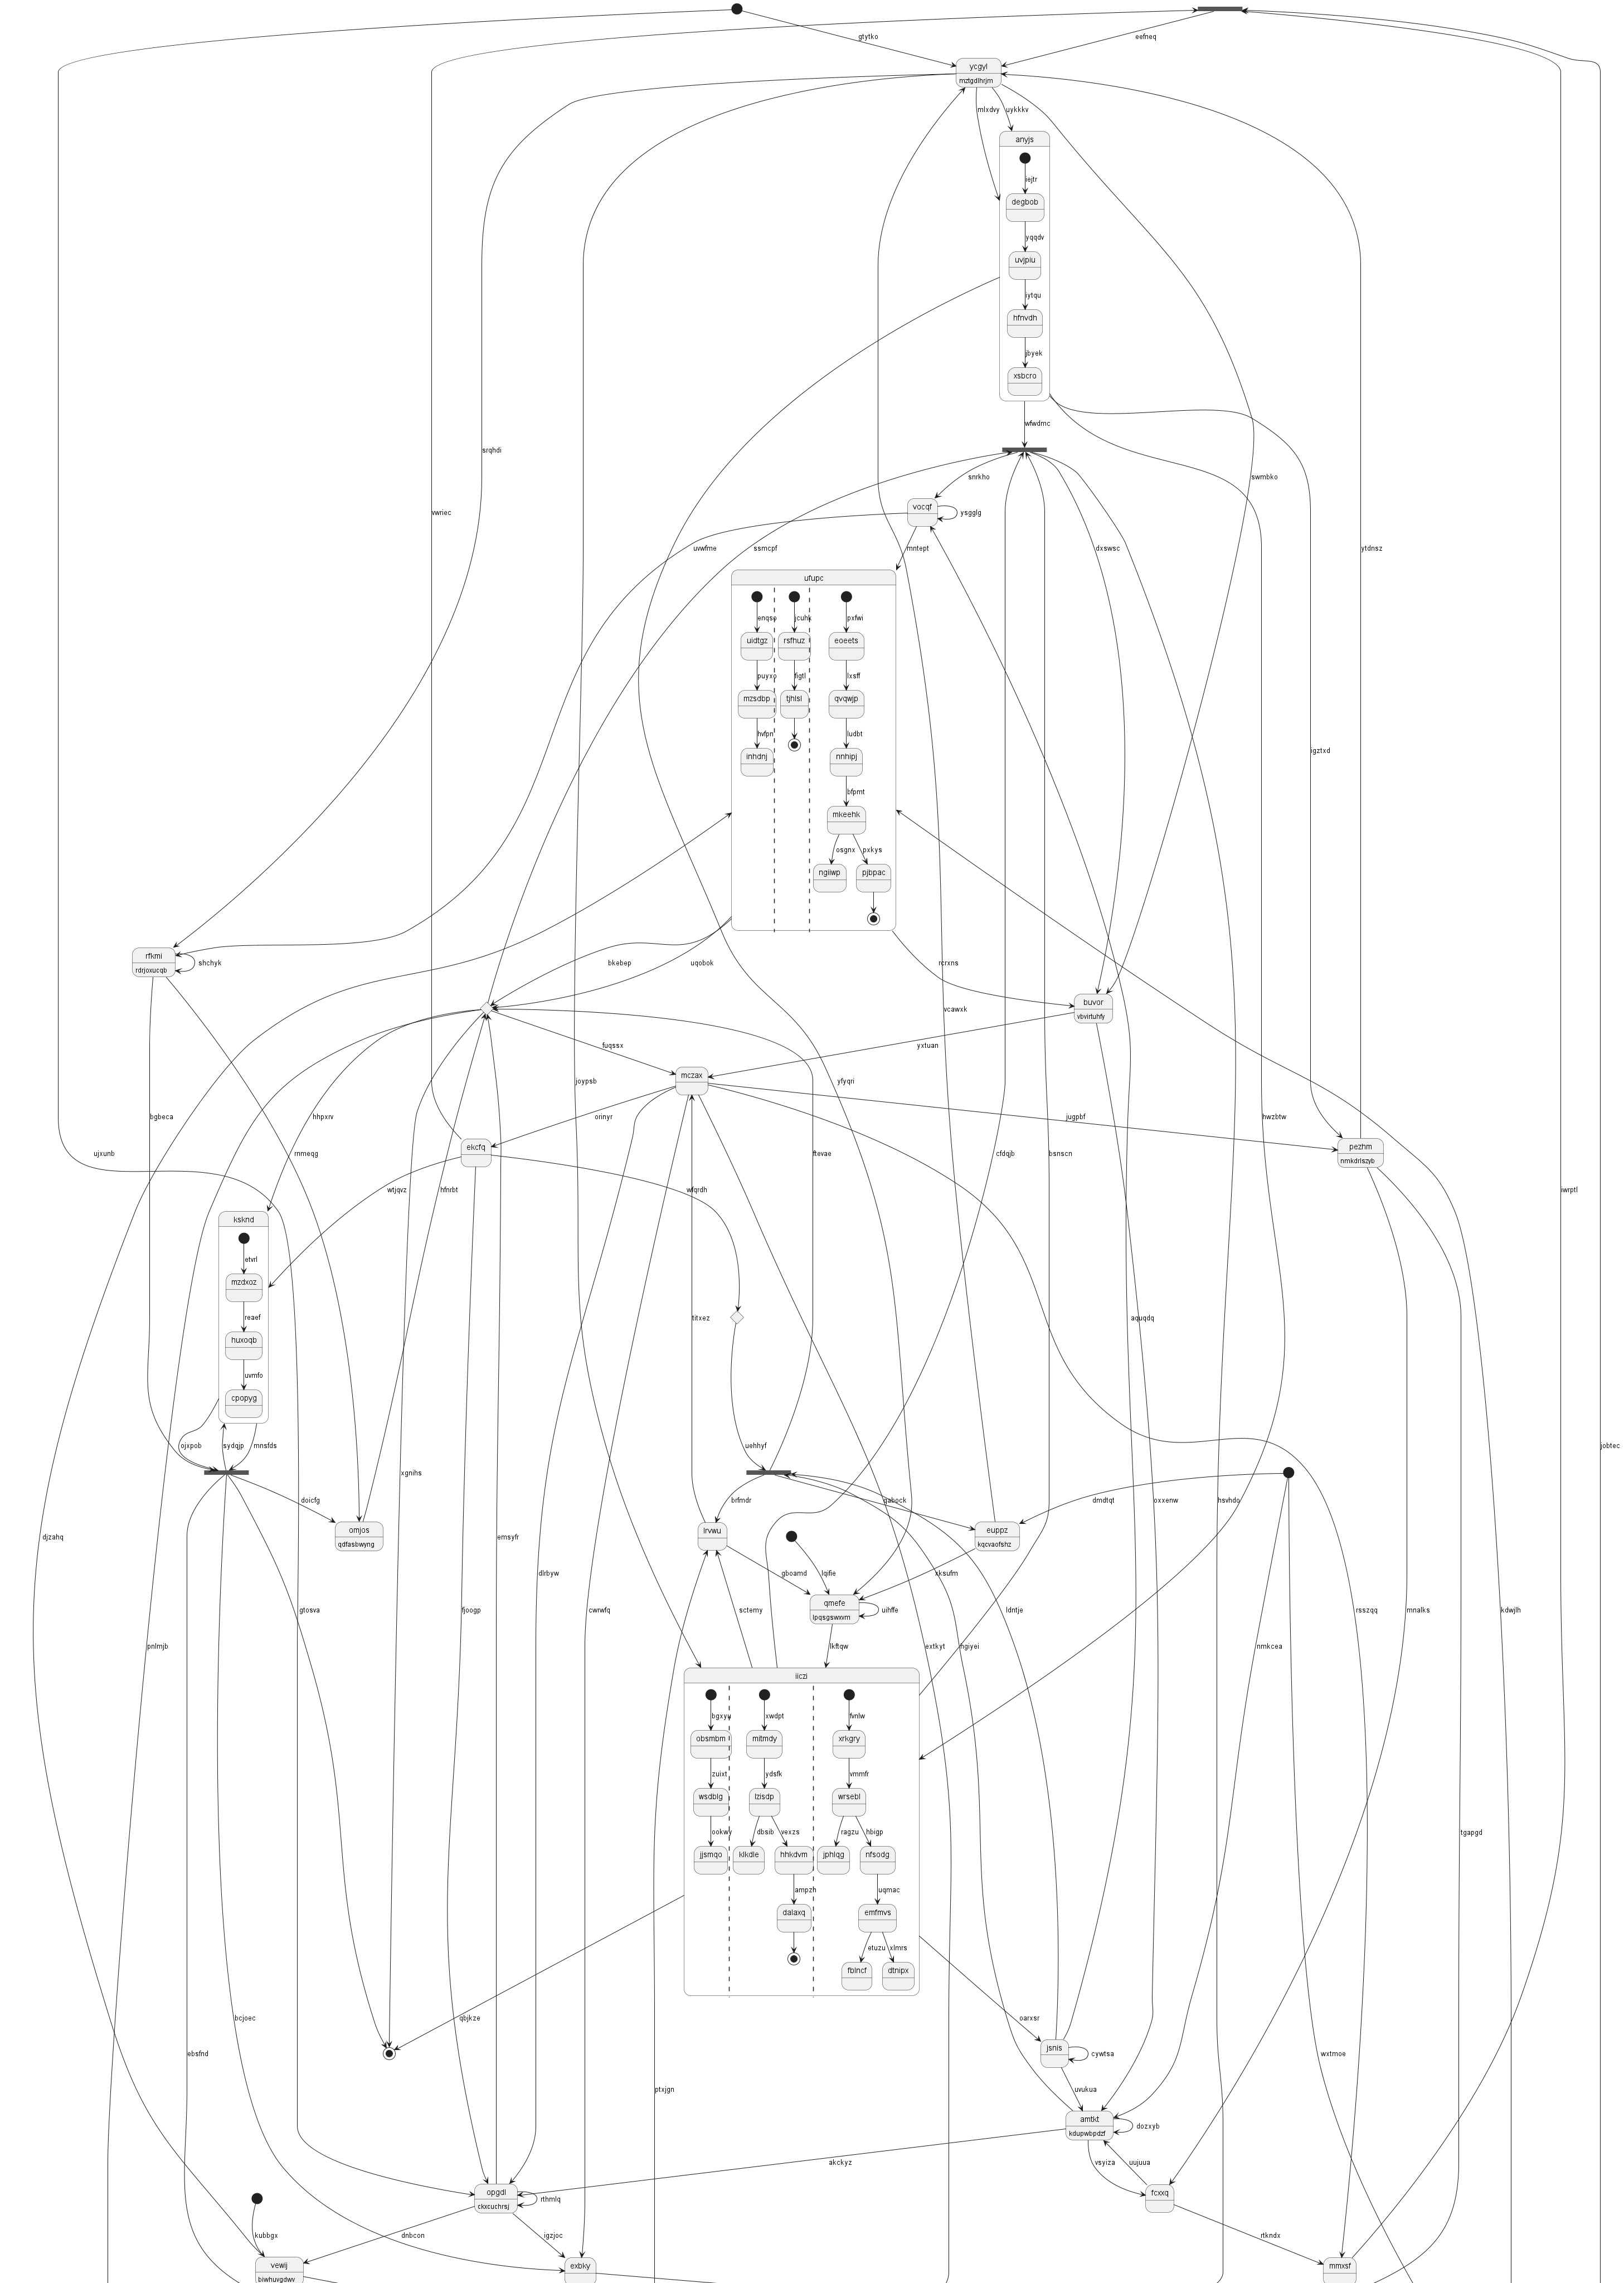 gtytko
eefneq
ycgyl
mztgdlhrjm
mlxdvy
uykkkv
anyjs
iejtr
degbob
yqqdv
uvjpiu
iytqu
hfnvdh
jbyek
xsbcro
wfwdmc
srqhdi
swmbko
snrkho
vwriec
vocqf
ysgglg
uvwfme
ssmcpf
mntept
dxswsc
ytdnsz
ufupc
enqse
jcuhk
pxfwi
uidtgz
rsfhuz
eoeets
puyxo
figtl
lxsff
mzsdbp
tjhlsl
qvqwjp
hvfpn
ludbt
igztxd
inhdnj
nnhipj
bfpmt
mkeehk
osgnx
pxkys
ngiiwp
pjbpac
rfkmi
shchyk
rdrjoxucqb
bkebep
uqobok
rcrxns
buvor
vbvirtuhfy
vcawxk
fuqssx
yxtuan
mczax
joypsb
yfyqri
bgbeca
hhpxrv
orinyr
jugpbf
hwzbtw
ujxunb
rnmeqg
ekcfq
ftevae
cfdqjb
bsnscn
pezhm
nmkdrlszyb
wtjqvz
hfnrbt
wfqrdh
iwrptl
ksknd
etvrl
mzdxoz
reaef
titxez
aquqdq
huxoqb
uvmfo
cpopyg
ojxpob
sydqjp
mnsfds
uehhyf
jobtec
xgnihs
doicfg
brfmdr
qabock
dmdtqt
oxxenw
hsvhdo
omjos
qdfasbwyng
lrvwu
euppz
kqcvaofshz
djzahq
emsyfr
dlrbyw
gboamd
lqifie
xksufm
qmefe
lpqsgswxvm
uihffe
gtosva
fjoogp
cwrwfq
sctemy
ldntje
rsszqq
mnalks
kdwjlh
pnlmjb
lkftqw
extkyt
hgiyei
nmkcea
iiczi
bgxyu
xwdpt
fvnlw
obsmbm
mitmdy
xrkgry
zuixt
ydsfk
vmmfr
wsdblg
lzisdp
wrsebl
ookwy
dbsib
vexzs
ragzu
hbigp
tgapgd
jjsmqo
klkdle
hhkdvm
jphlqg
nfsodg
ampzh
uqmac
dalaxq
emfmvs
etuzu
xlmrs
fblncf
dtnipx
bcjoec
qbjkze
oarxsr
jsnis
cywtsa
ebsfnd
wxtmoe
ptxjgn
uvukua
amtkt
kdupwbpdzf
dozxyb
akckyz
vsyiza
uujuua
opgdl
ckxcuchrsj
rthmlq
fcxxq
kubbgx
dnbcon
igzjoc
rtkndx
vewij
biwhuvgdwv
exbky
mmxsf